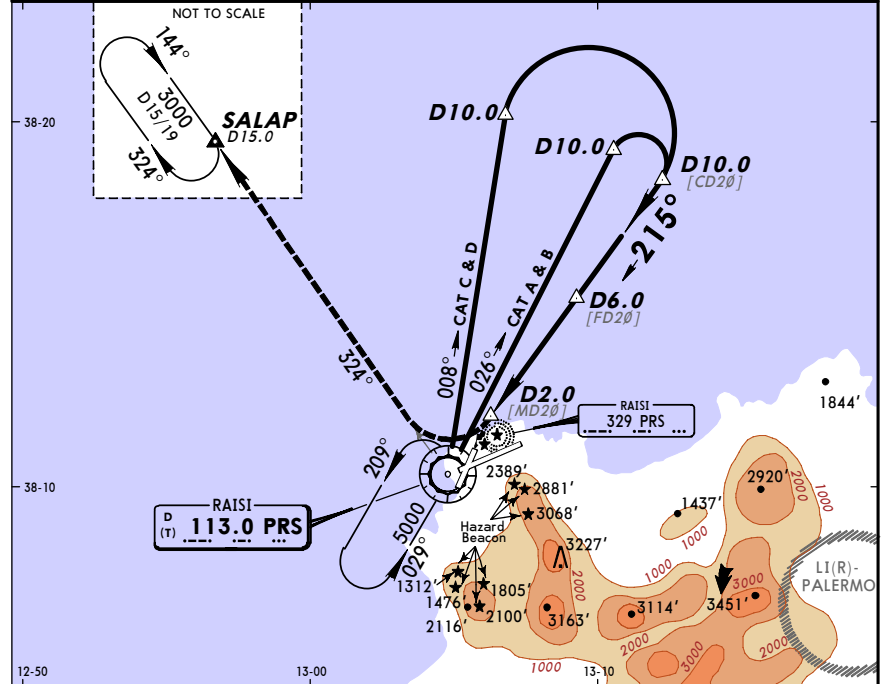 NOT TO SCALE
144°
3000
D15/19
324°
SALAP
D15.0
38-20
D10.0
D10.0
D10.0
[CD2Ø]
215°
CAT C & D
008°
CAT A & B
026°
D6.0
[FD2Ø]
324°
D2.0
[MD2Ø]
RAISI
329 PRS
1844'
209°
5000
029°
38-10
RAISI
D
(T)
113.0 PRS
2389'
2881'
3068'
Hazard
Beacon
3227'
2000
1312'
1476'
1805'
2100'
2116'
3163'
1000
1437'
1000
1000
2920'
2000
1000
3114'
3451'
3000
2000
1000
2000
3000
LI(R)-
PALERMO
12-50
13-00
13-10